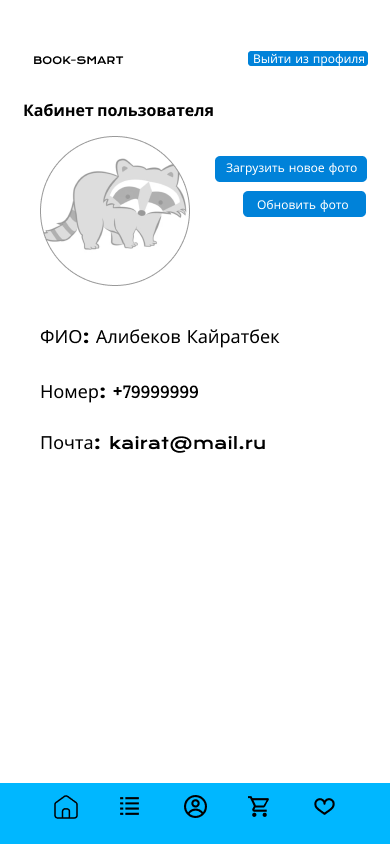 BOOK-SMART
Выйти из профиля
Кабинет пользователя
Загрузить новое фото
Обновить фото
ФИО: Алибеков Кайратбек
Номер: +79999999
Почта: kairat@mail.ru